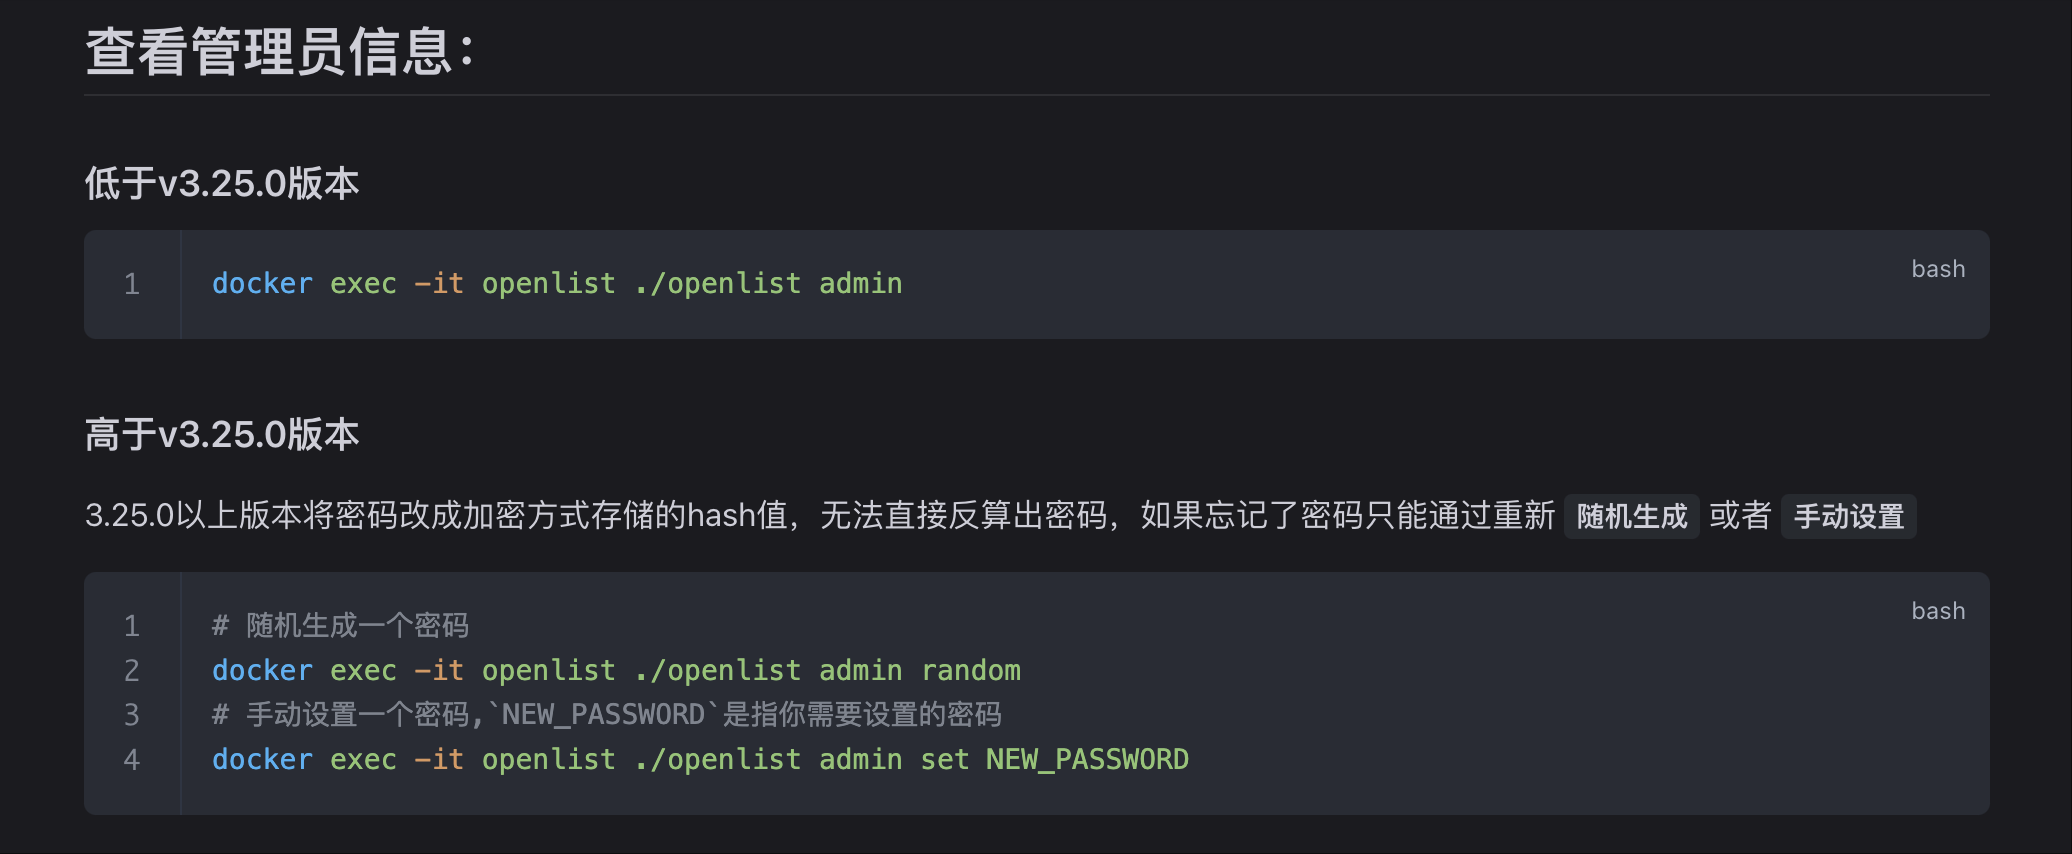 查看管理员信息：
低于v3.25.0版本
bash
1 docker exec -it openlist ./openlist admin
高于v3.25.0版本
3.25.0以上版本将密码改成加密方式存储的hash值，无法直接反算出密码，如果忘记了密码只能通过重新 随机生成 或者 手动设置
bash
1 # 随机生成一个密码
2 docker exec -it openlist ./openlist admin random
3 # 手动设置一个密码,`NEW_PASSWORD`是指你需要设置的密码
4 docker exec -it openlist ./openlist admin set NEW_PASSWORD